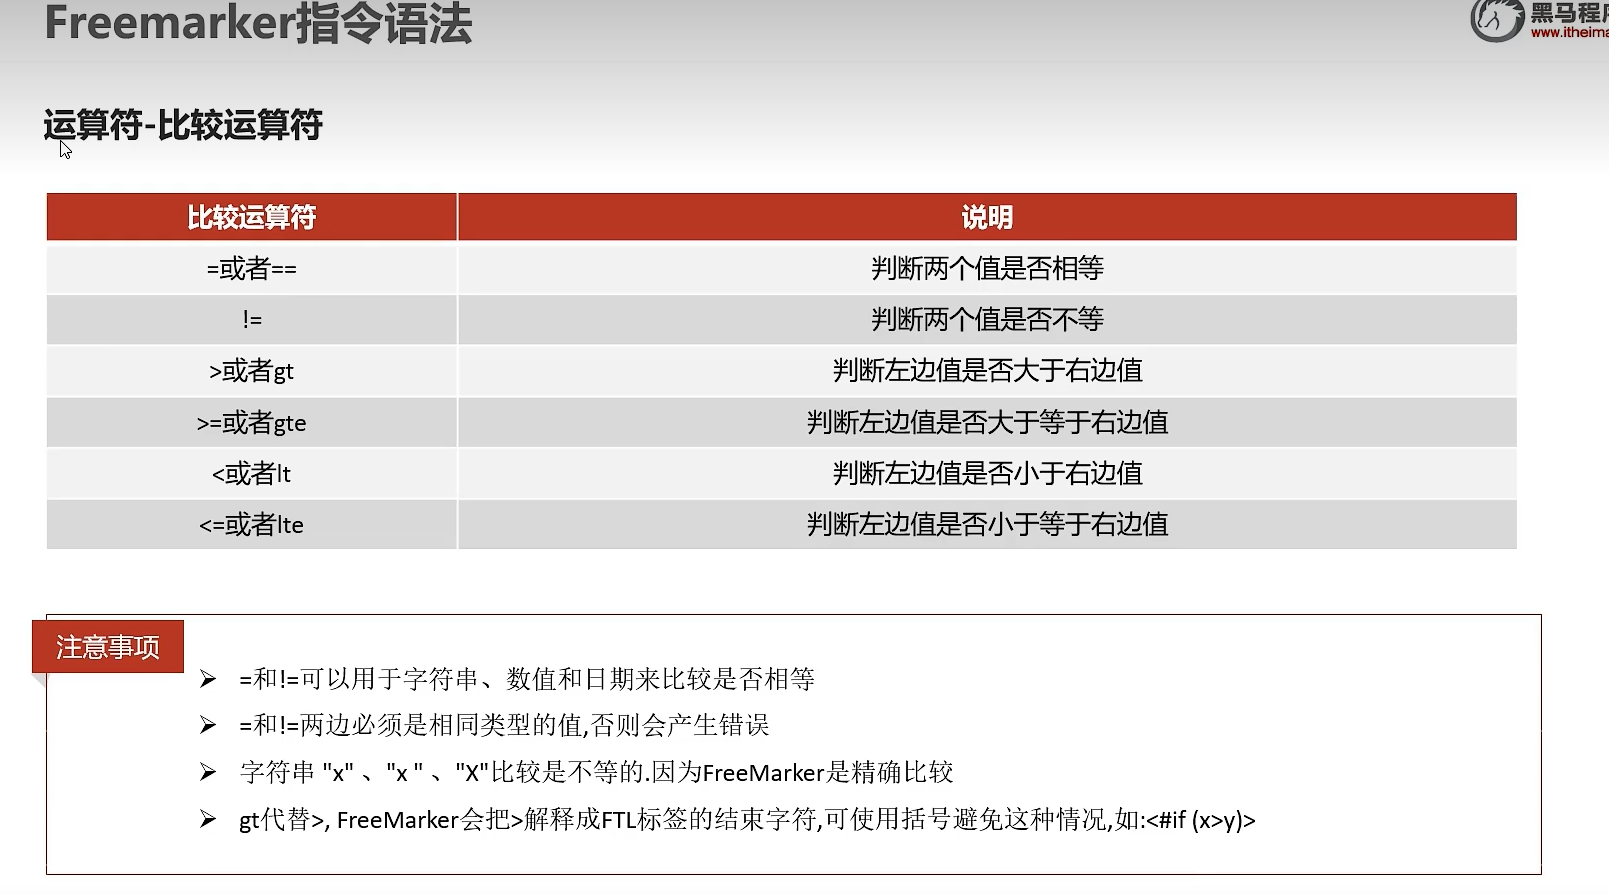 Freemarker指令语法
黑马程
www.itheima
运算符-比较运算符
比较运算符 说明
=或者== 判断两个值是否相等
!= 判断两个值是否不等
>或者gt 判断左边值是否大于右边值
>=或者gte 判断左边值是否大于等于右边值
<或者lt 判断左边值是否小于右边值
<=或者lte 判断左边值是否小于等于右边值
注意事项
➢ =和!=可以用于字符串、数值和日期来比较是否相等
➢ =和!=两边必须是相同类型的值,否则会产生错误
➢ 字符串 "x" 、"x " 、"X"比较是不等的.因为FreeMarker是精确比较
➢ gt代替>, FreeMarker会把>解释成FTL标签的结束字符,可使用括号避免这种情况,如:<#if (x>y)>